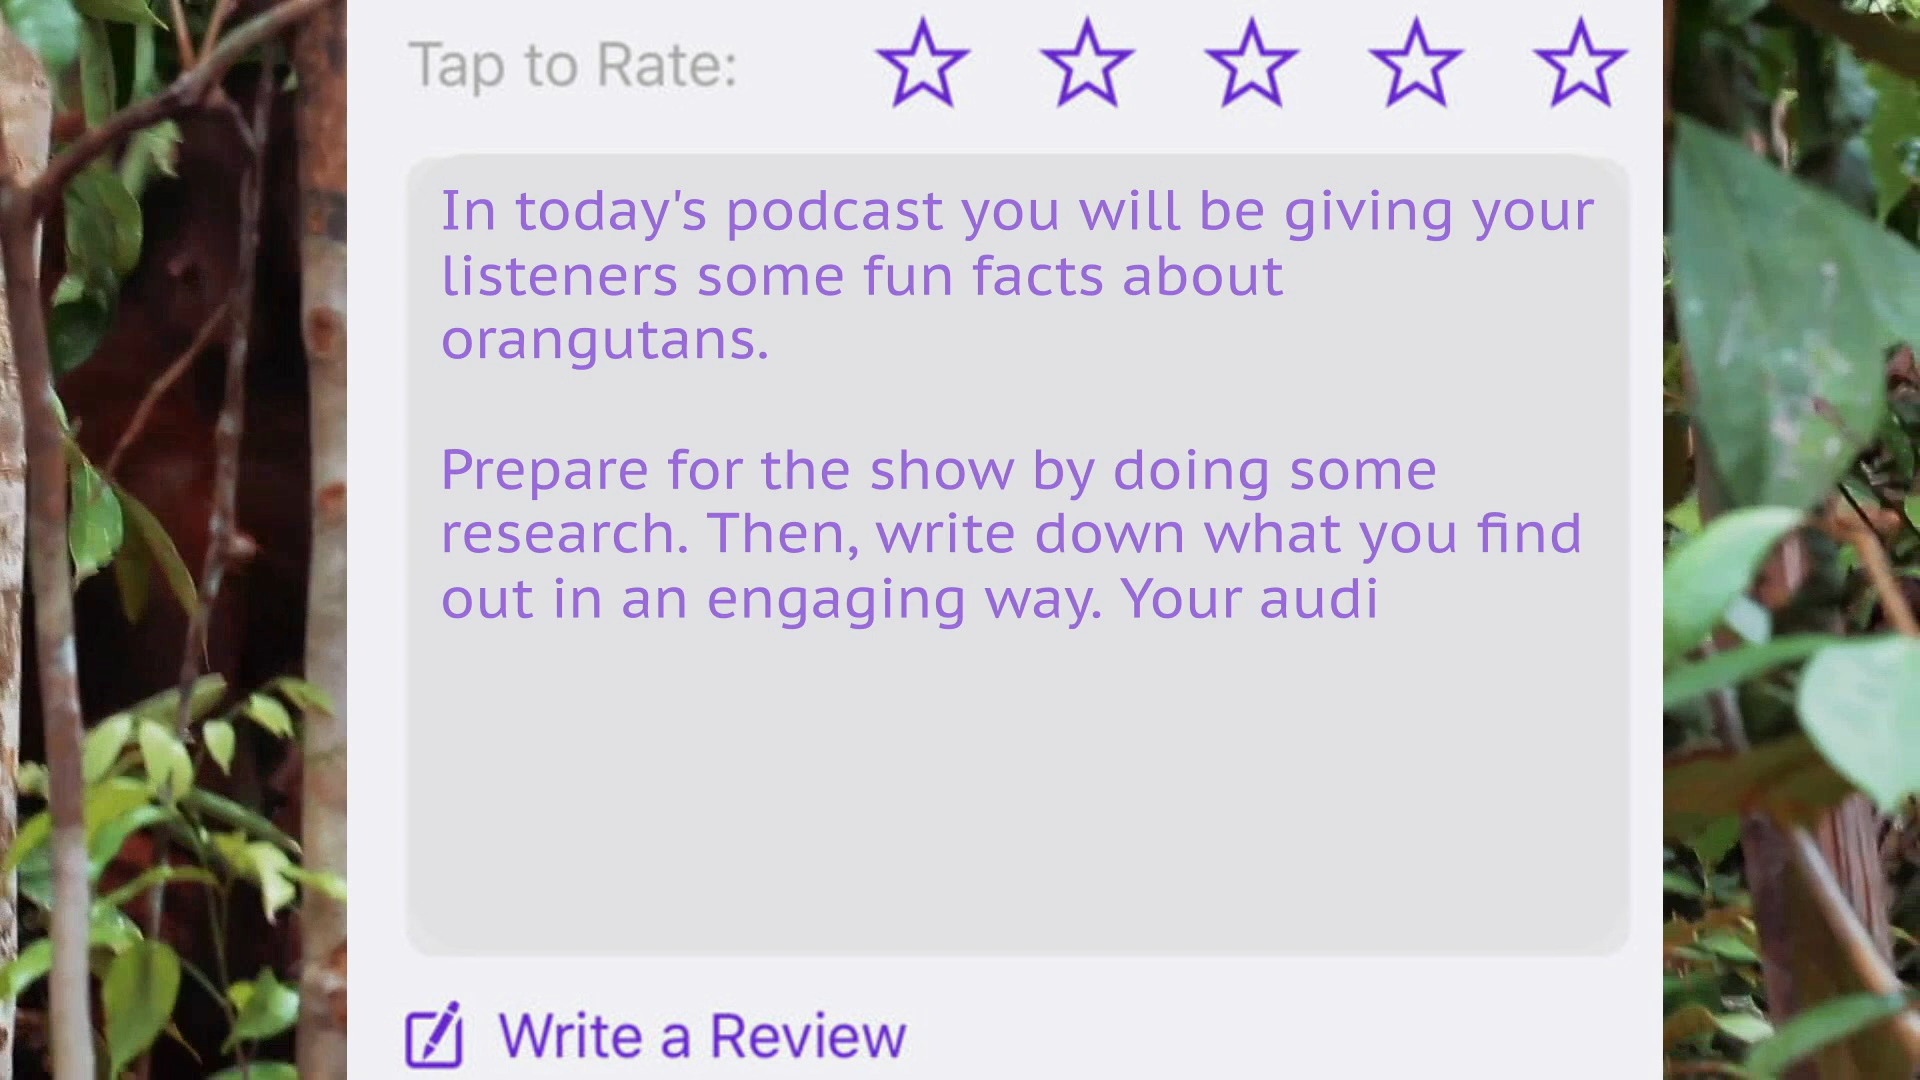 Tap to Rate:
In today's podcast you will be giving your
listeners some fun facts about
orangutans.
Prepare for the show by doing some
research. Then, write down what you find
out in an engaging way. Your audi
Write a Review